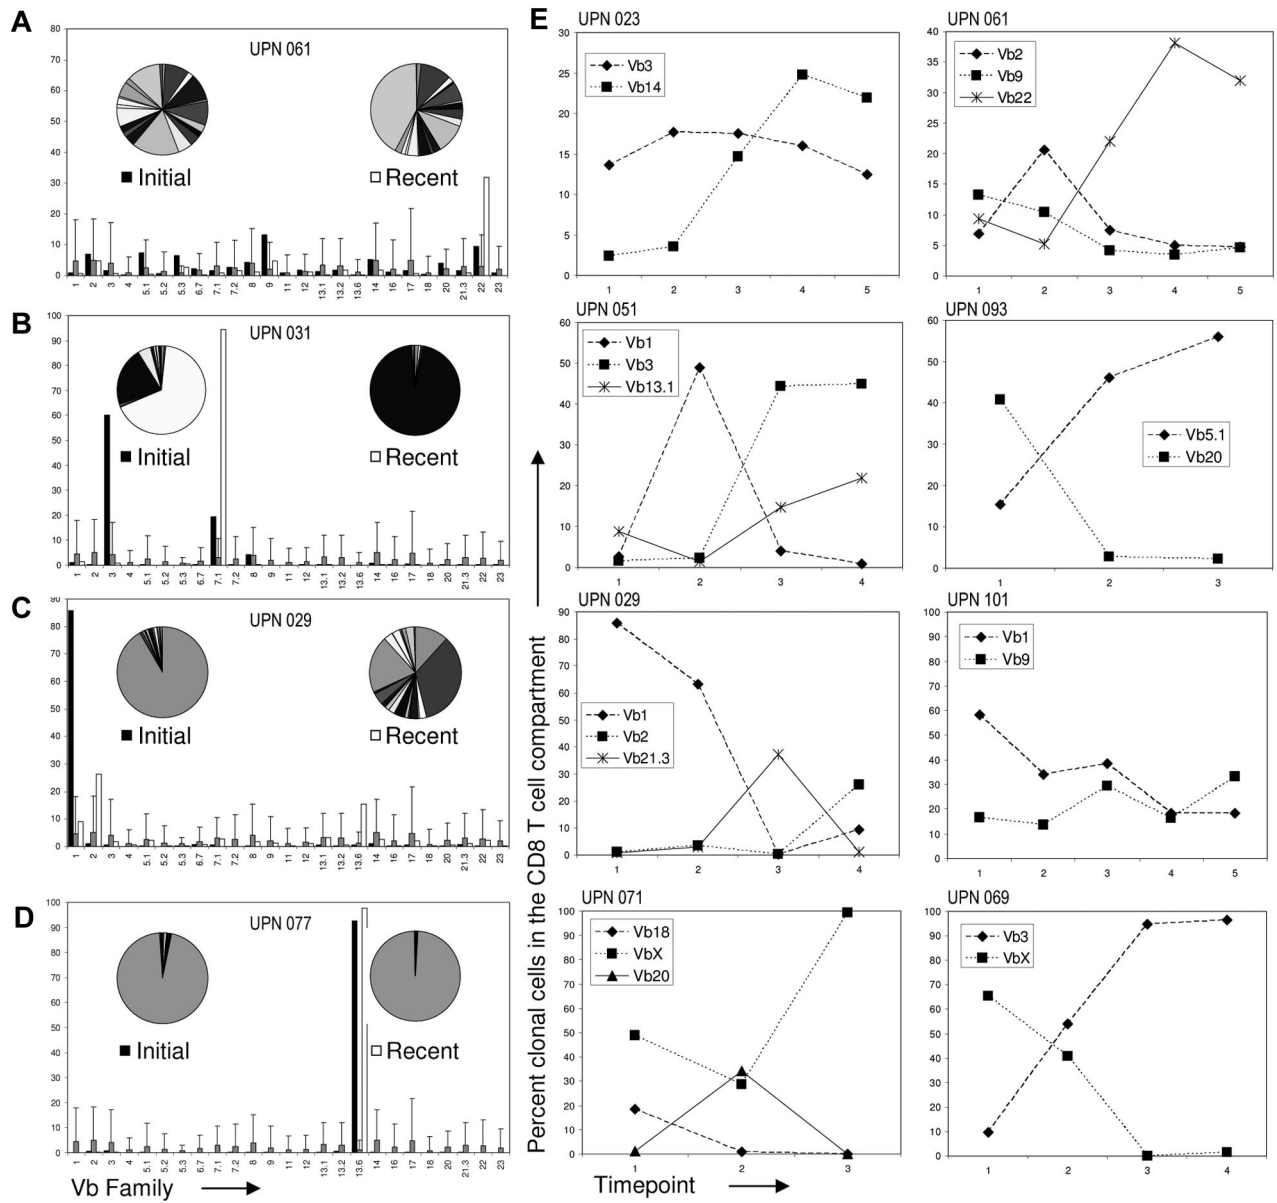 A
UPN 061
80
70
60
50
40
30
20
10
0
Initial
Recent
1 2 3 4 5.1 5.2 5.3 6.7 7.1 7.2 8 9 11 12 13.1 13.2 13.6 14 16 17 18 20 21.3 22 23
B
UPN 031
100
90
80
70
60
50
40
30
20
10
0
Initial
Recent
1 2 3 4 5.1 5.2 5.3 6.7 7.1 7.2 8 9 11 12 13.1 13.2 13.6 14 16 17 18 20 21.3 22 23
C
UPN 029
90
80
70
60
50
40
30
20
10
0
Initial
Recent
1 2 3 4 5.1 5.2 5.3 6.7 7.1 7.2 8 9 11 12 13.1 13.2 13.6 14 16 17 18 20 21.3 22 23
D
UPN 077
100
90
80
70
60
50
40
30
20
10
0
Initial
Recent
1 2 3 4 5.1 5.2 5.3 6.7 7.1 7.2 8 9 11 12 13.1 13.2 13.6 14 16 17 18 20 21.3 22 23
Vb Family
E
Percent clonal cells in the CD8 T cell compartment
UPN 023
30
25
20
15
10
5
0
Vb3
Vb14
1 2 3 4 5
UPN 061
40
35
30
25
20
15
10
5
0
Vb2
Vb9
Vb22
1 2 3 4 5
UPN 051
60
50
40
30
20
10
0
Vb1
Vb3
Vb13.1
1 2 3 4
UPN 093
60
50
40
30
20
10
0
Vb5.1
Vb20
1 2 3
UPN 029
90
80
70
60
50
40
30
20
10
0
Vb1
Vb2
Vb21.3
1 2 3 4
UPN 101
100
90
80
70
60
50
40
30
20
10
0
Vb1
Vb9
1 2 3 4 5
UPN 071
100
90
80
70
60
50
40
30
20
10
0
Vb18
VbX
Vb20
1 2 3
UPN 069
100
90
80
70
60
50
40
30
20
10
0
Vb3
VbX
1 2 3 4
Timepoint